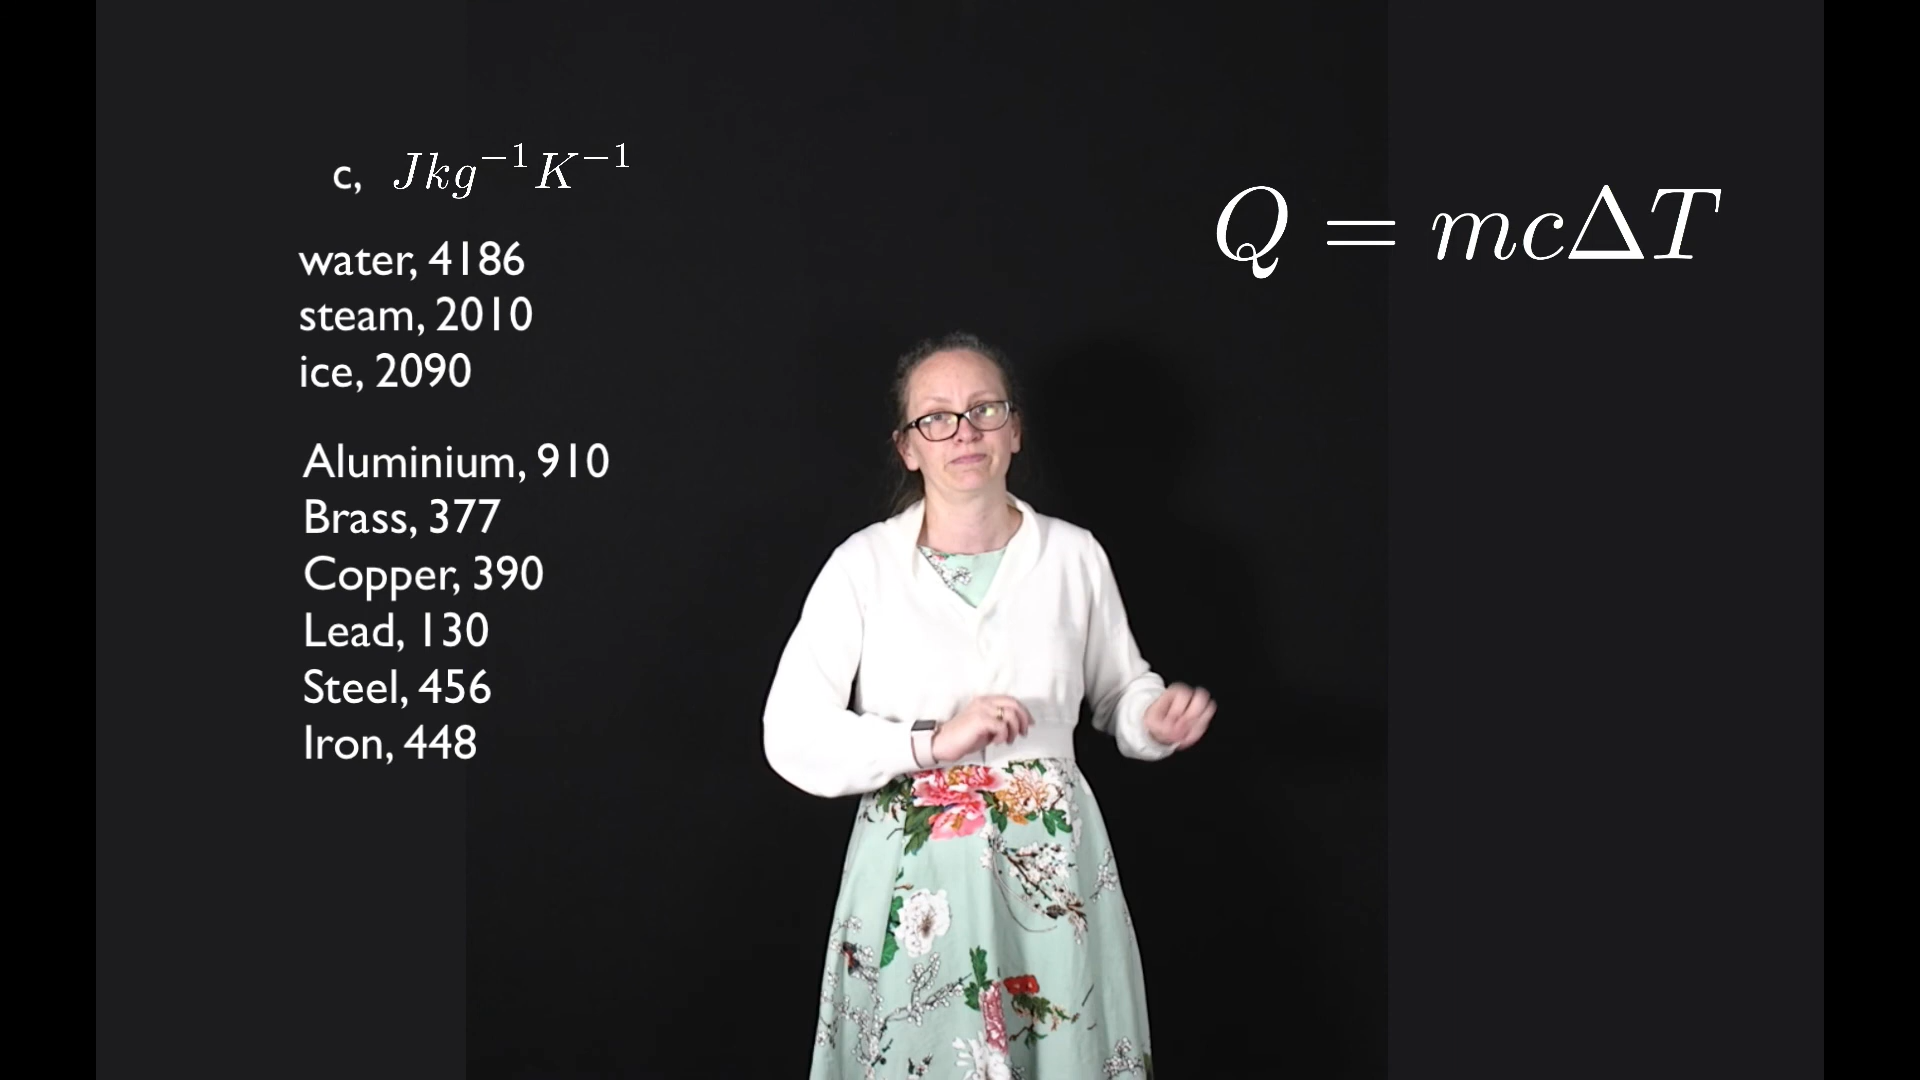 c, Jkg⁻¹K⁻¹
water, 4186
steam, 2010
ice, 2090
Aluminium, 910
Brass, 377
Copper, 390
Lead, 130
Steel, 456
Iron, 448
Q = mcΔT